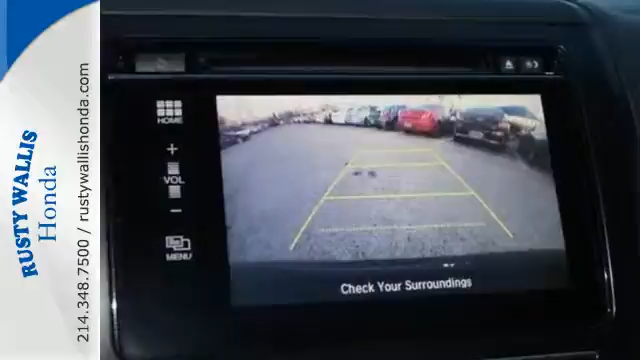 RUSTY WALLIS
Honda
214.348.7500 / rustywallishonda.com
HOME
+
VOL
−
MENU
Check Your Surroundings